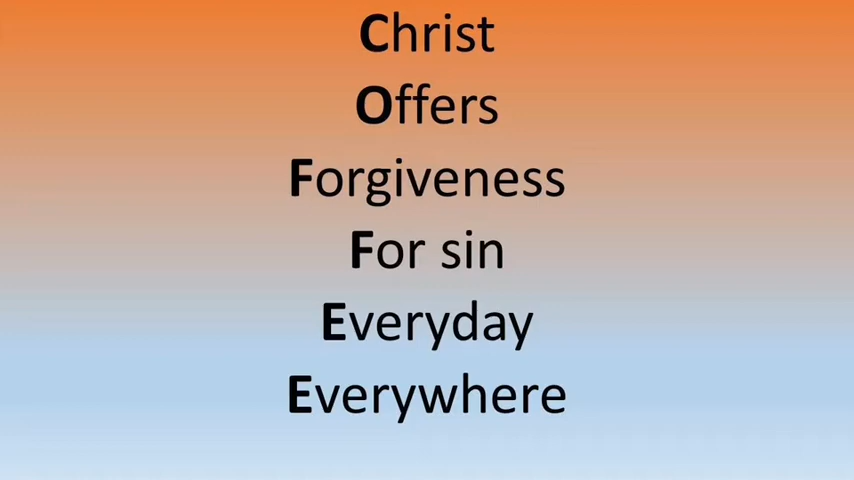 Christ
Offers
Forgiveness
For sin
Everyday
Everywhere